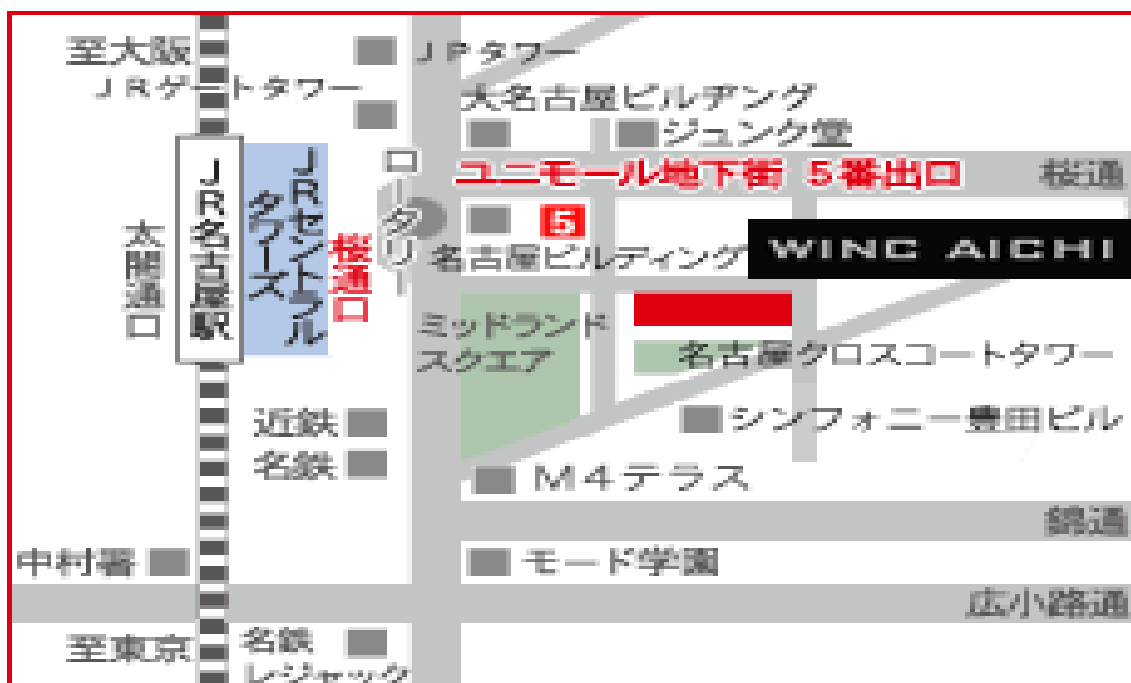 至大阪
ＪＰタワー
ＪＲゲートタワー
大名古屋ビルヂング
ジュンク堂
ユニモール地下街 5番出口
桜通
ロータリー
5
ＪＲ名古屋駅
ＪＲセントラル
タワーズ
桜通口
太閤通口
名古屋ビルディング
WINC AICHI
ミッドランド
スクエア
名古屋クロスコートタワー
近鉄
シンフォニー豊田ビル
名鉄
Ｍ４テラス
錦通
中村署
モード学園
広小路通
至東京
名鉄
レジャック